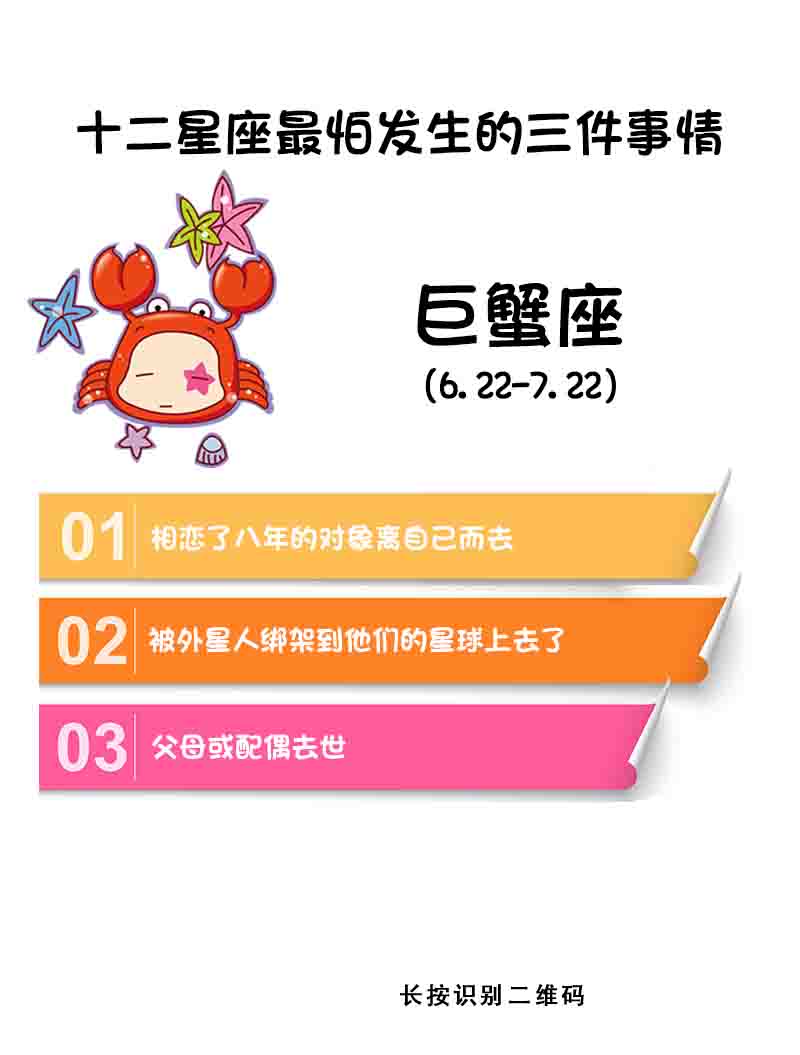 十二星座最怕发生的三件事情
巨蟹座
(6.22-7.22)
01 相恋了八年的对象离自己而去
02 被外星人绑架到他们的星球上去了
03 父母或配偶去世
长按识别二维码